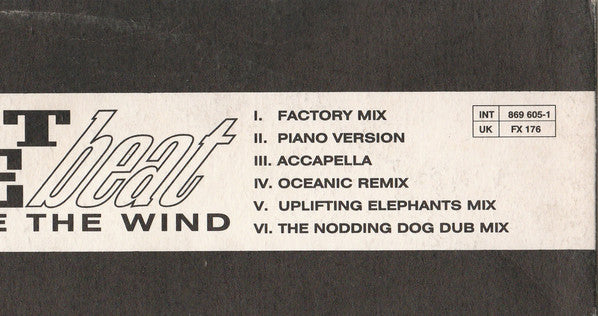 T
E beat
E THE WIND
I. FACTORY MIX
II. PIANO VERSION
III. ACCAPELLA
IV. OCEANIC REMIX
V. UPLIFTING ELEPHANTS MIX
VI. THE NODDING DOG DUB MIX
INT 869 605-1
UK FX 176